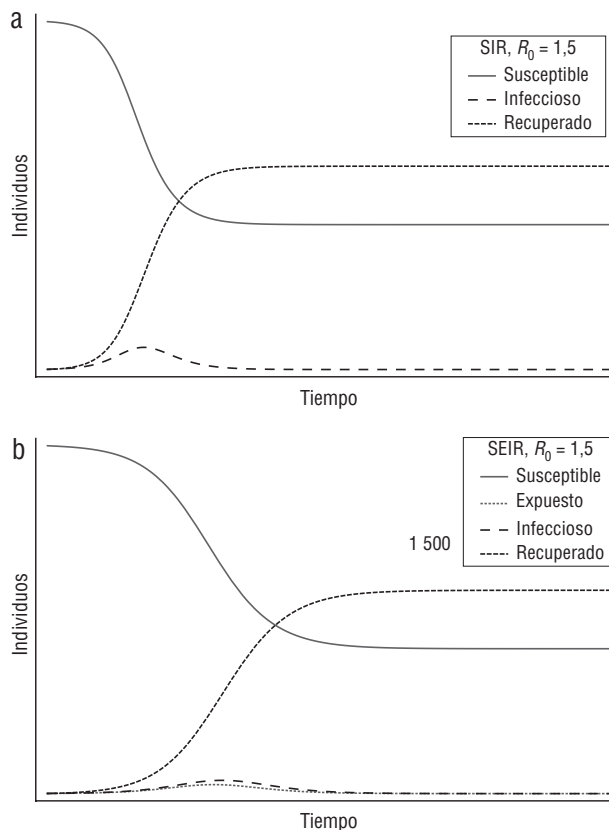 a
SIR, R₀ = 1,5
Susceptible
Infeccioso
Recuperado
Individuos
Tiempo
b
SEIR, R₀ = 1,5
Susceptible
Expuesto
Infeccioso
1 500
Recuperado
Individuos
Tiempo